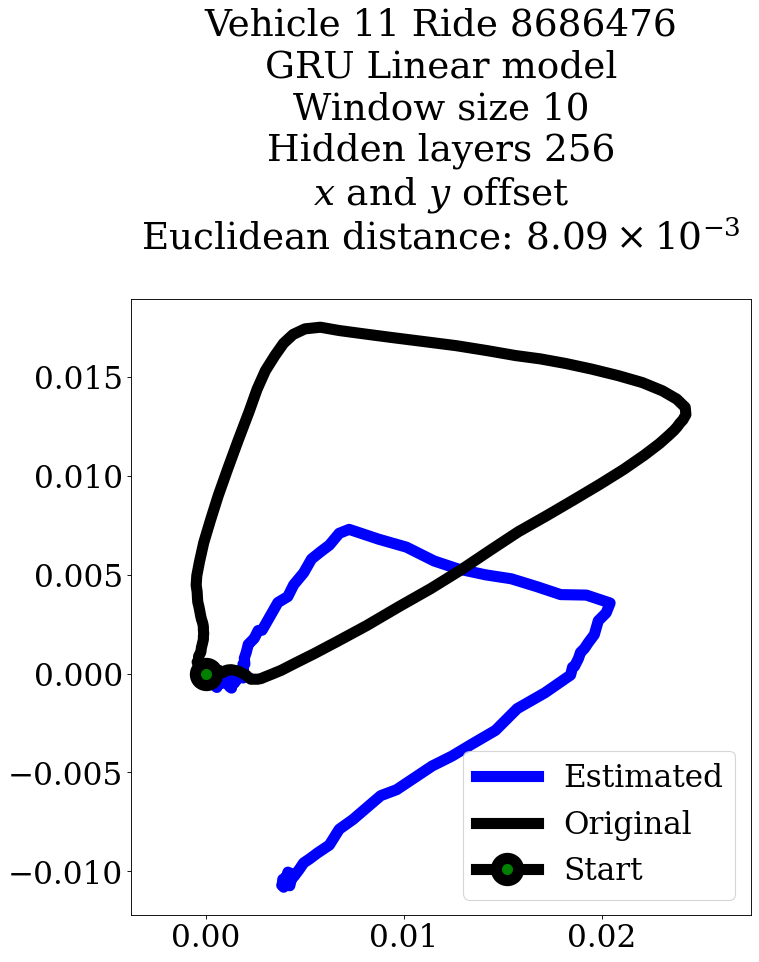 Vehicle 11 Ride 8686476
GRU Linear model
Window size 10
Hidden layers 256
x and y offset
Euclidean distance: 8.09 × 10⁻³
0.015
0.010
0.005
0.000
−0.005
−0.010
Estimated
Original
Start
0.00 0.01 0.02